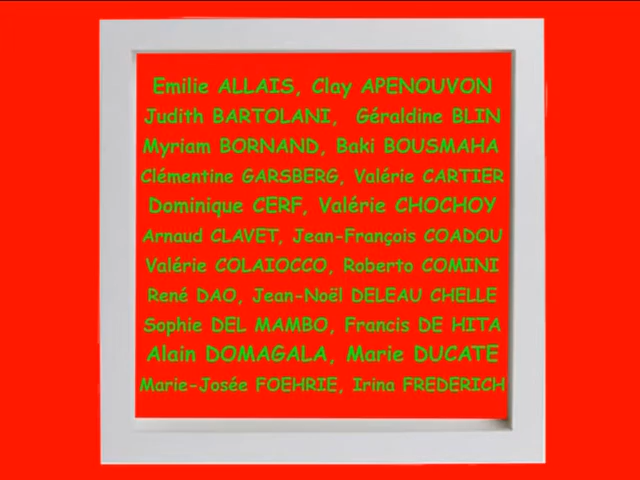 Emilie ALLAIS, Clay APENOUVON
Judith BARTOLANI, Géraldine BLIN
Myriam BORNAND, Baki BOUSMAHA
Clémentine GARSBERG, Valérie CARTIER
Dominique CERF, Valérie CHOCHOY
Arnaud CLAVET, Jean-François COADOU
Valérie COLAIOCCO, Roberto COMINI
René DAO, Jean-Noël DELEAU CHELLE
Sophie DEL MAMBO, Francis DE HITA
Alain DOMAGALA, Marie DUCATE
Marie-Josée FOEHRIE, Irina FREDERICH